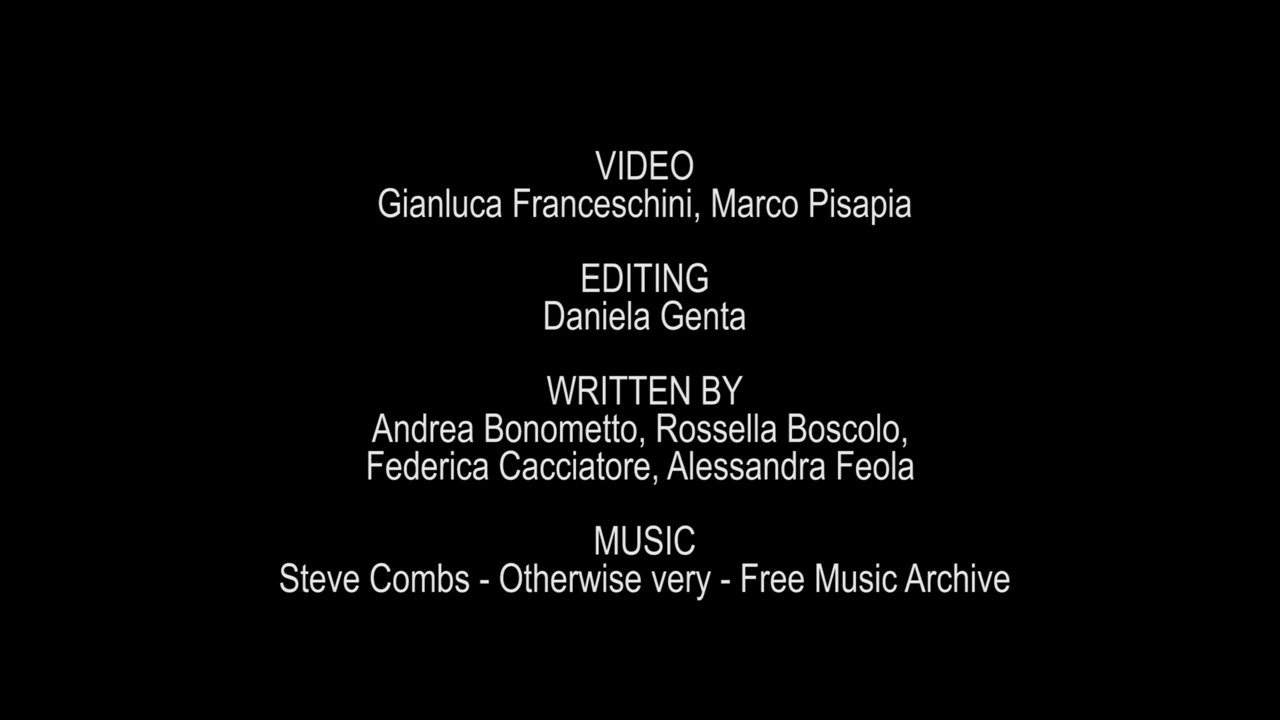 VIDEO
Gianluca Franceschini, Marco Pisapia
EDITING
Daniela Genta
WRITTEN BY
Andrea Bonometto, Rossella Boscolo,
Federica Cacciatore, Alessandra Feola
MUSIC
Steve Combs - Otherwise very - Free Music Archive